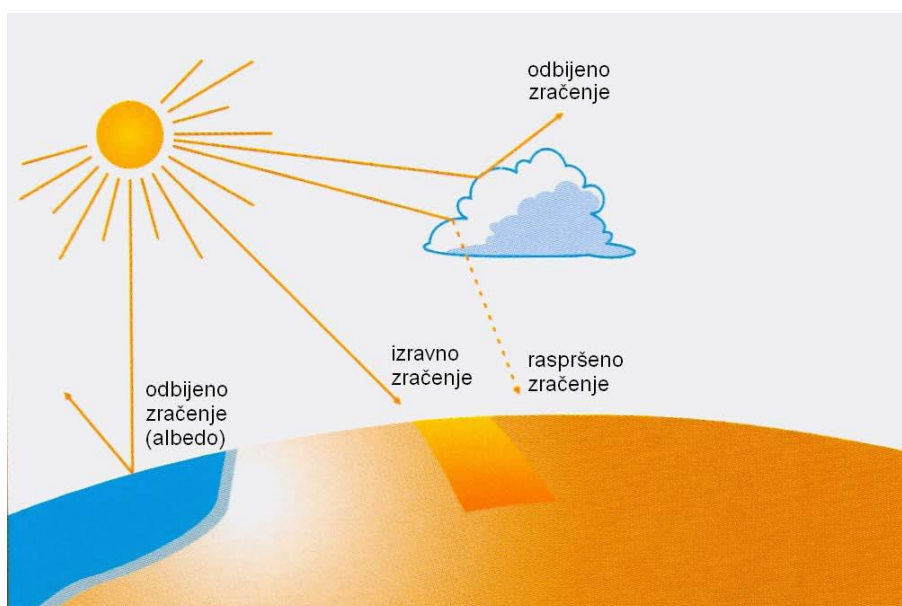 odbijeno
zračenje
izravno
zračenje
raspršeno
zračenje
odbijeno
zračenje
(albedo)